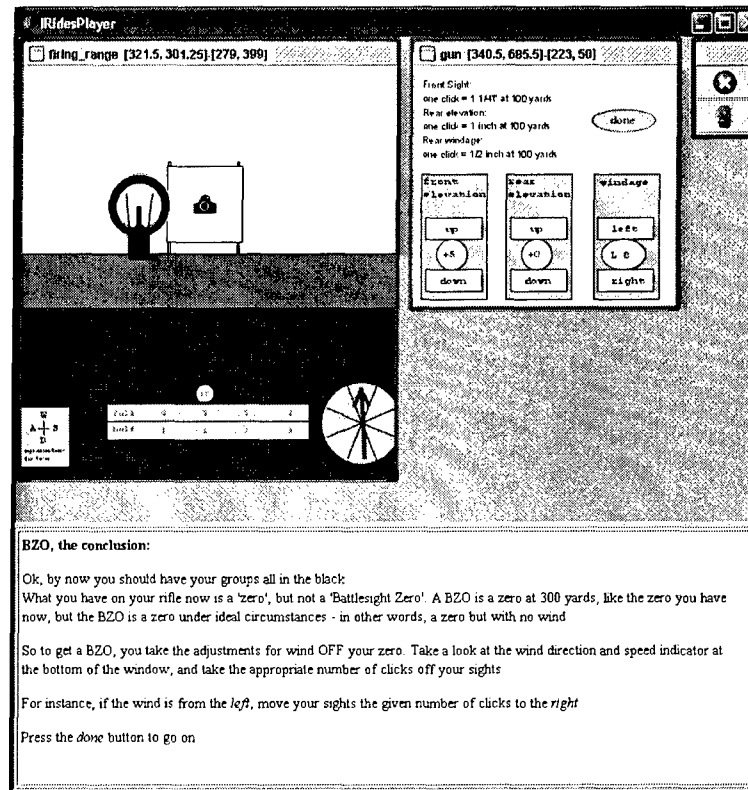 iRidesPlayer
firing_range [321.5, 301.25]-[279, 399]
gun [340.5, 685.5]-[223, 50]
Front Sight:
one click = 1 1/4" at 100 yards
Rear elevation:
one click = 1 inch at 100 yards
Rear windage:
one click = 1/2 inch at 100 yards
done
front elevation
rear elevation
windage
up
up
left
+5
+0
L 8
down
down
right
W
A S
D
full
half
BZO, the conclusion:
Ok, by now you should have your groups all in the black
What you have on your rifle now is a 'zero', but not a 'Battlesight Zero'. A BZO is a zero at 300 yards, like the zero you have
now, but the BZO is a zero under ideal circumstances - in other words, a zero but with no wind
So to get a BZO, you take the adjustments for wind OFF your zero. Take a look at the wind direction and speed indicator at
the bottom of the window, and take the appropriate number of clicks off your sights
For instance, if the wind is from the left, move your sights the given number of clicks to the right
Press the done button to go on